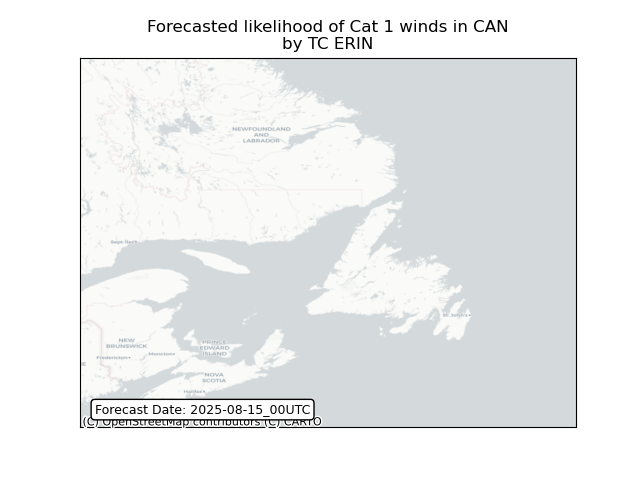 Forecasted likelihood of Cat 1 winds in CAN
by TC ERIN
NEWFOUNDLAND
AND
LABRADOR
Sept-Îles
St. John's
NEW
BRUNSWICK
PRINCE
EDWARD
ISLAND
Fredericton
Moncton
NOVA
SCOTIA
Halifax
Forecast Date: 2025-08-15_00UTC
(C) OpenStreetMap contributors (C) CARTO